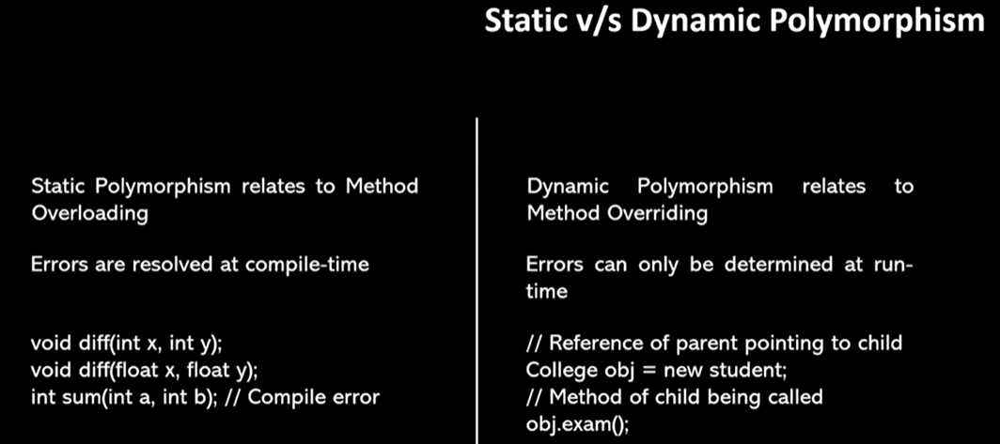 Static v/s Dynamic Polymorphism
Static Polymorphism relates to Method
Overloading
Errors are resolved at compile-time
void diff(int x, int y);
void diff(float x, float y);
int sum(int a, int b); // Compile error
Dynamic Polymorphism relates to
Method Overriding
Errors can only be determined at run-
time
// Reference of parent pointing to child
College obj = new student;
// Method of child being called
obj.exam();